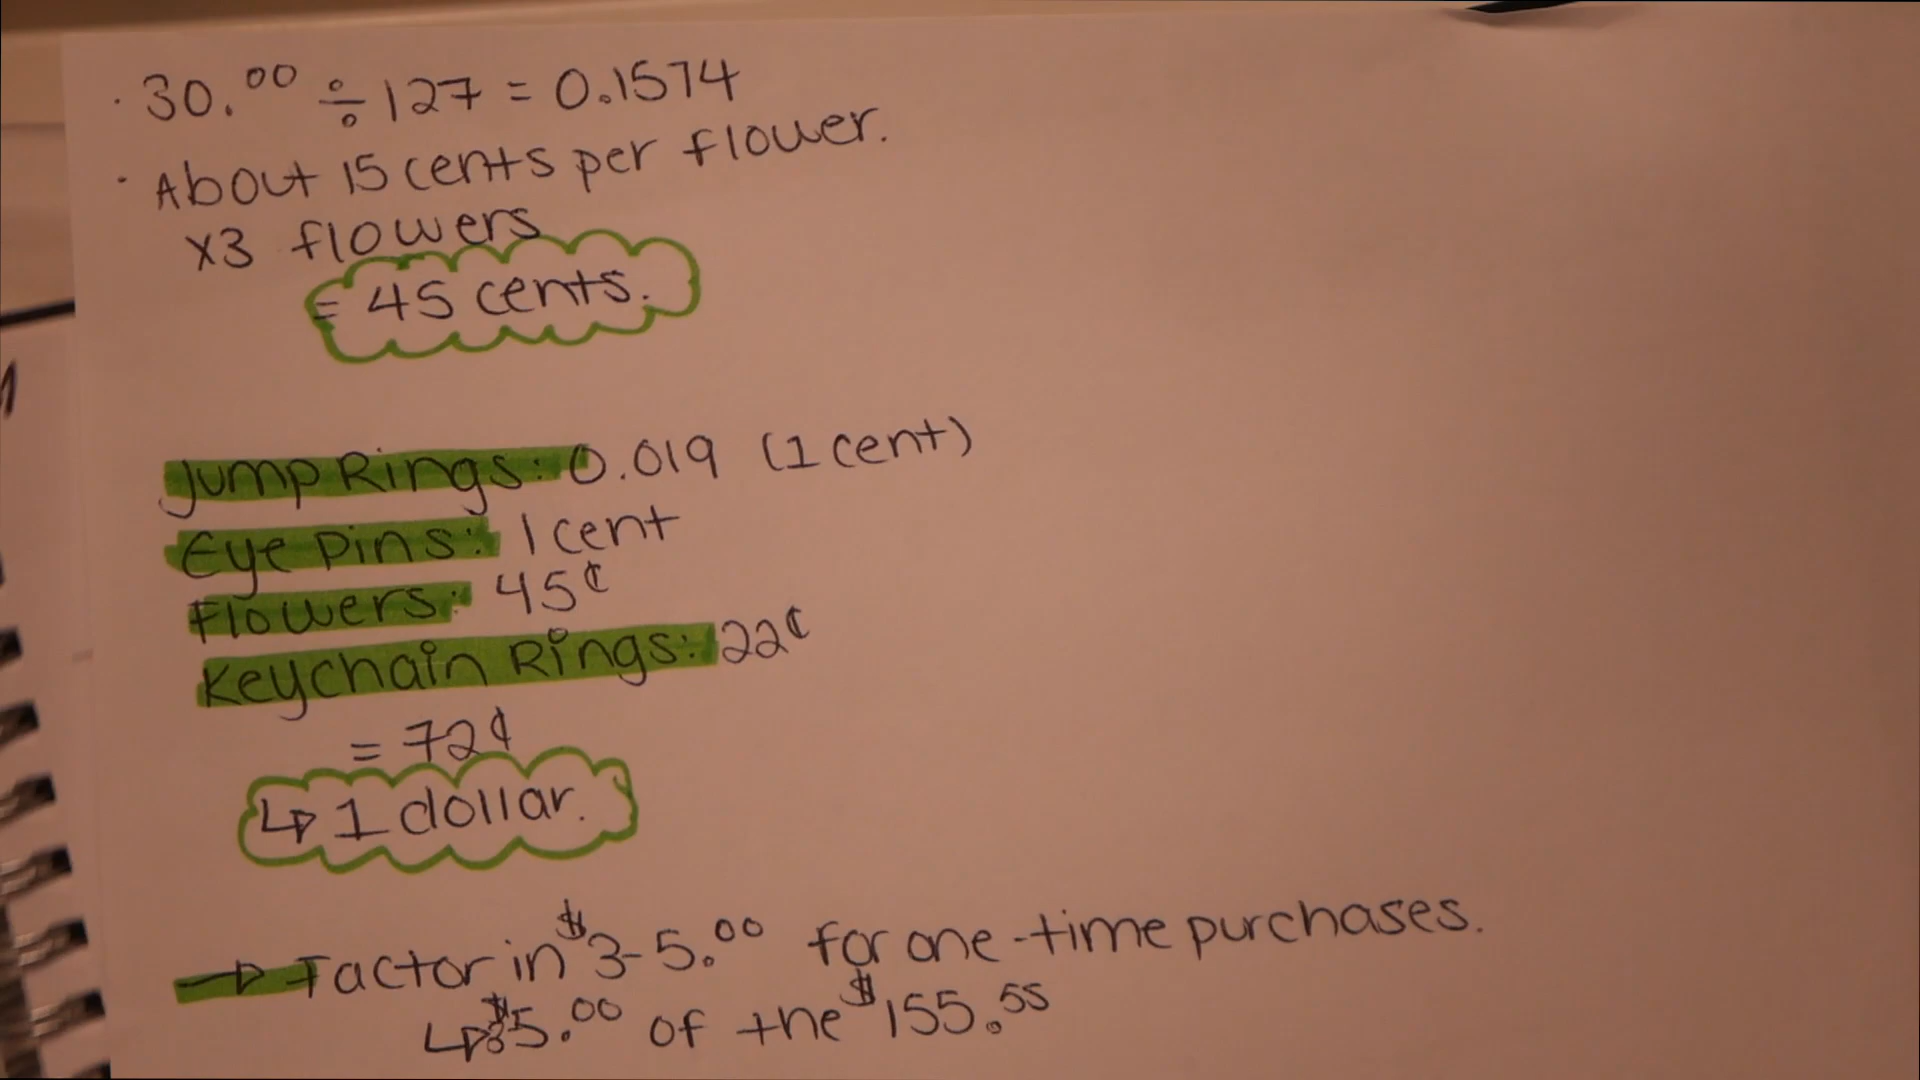 · 30.00 ÷ 127 = 0.1574
· About 15 cents per flower.
x3 flowers
= 45 cents.
Jump Rings: 0.019 (1 cent)
Eye Pins: 1 cent
Flowers: 45¢
Keychain Rings: 22¢
= 72¢
↳ 1 dollar.
→ Factor in $3-5.00 for one-time purchases.
↳ $5.00 of the $155.55